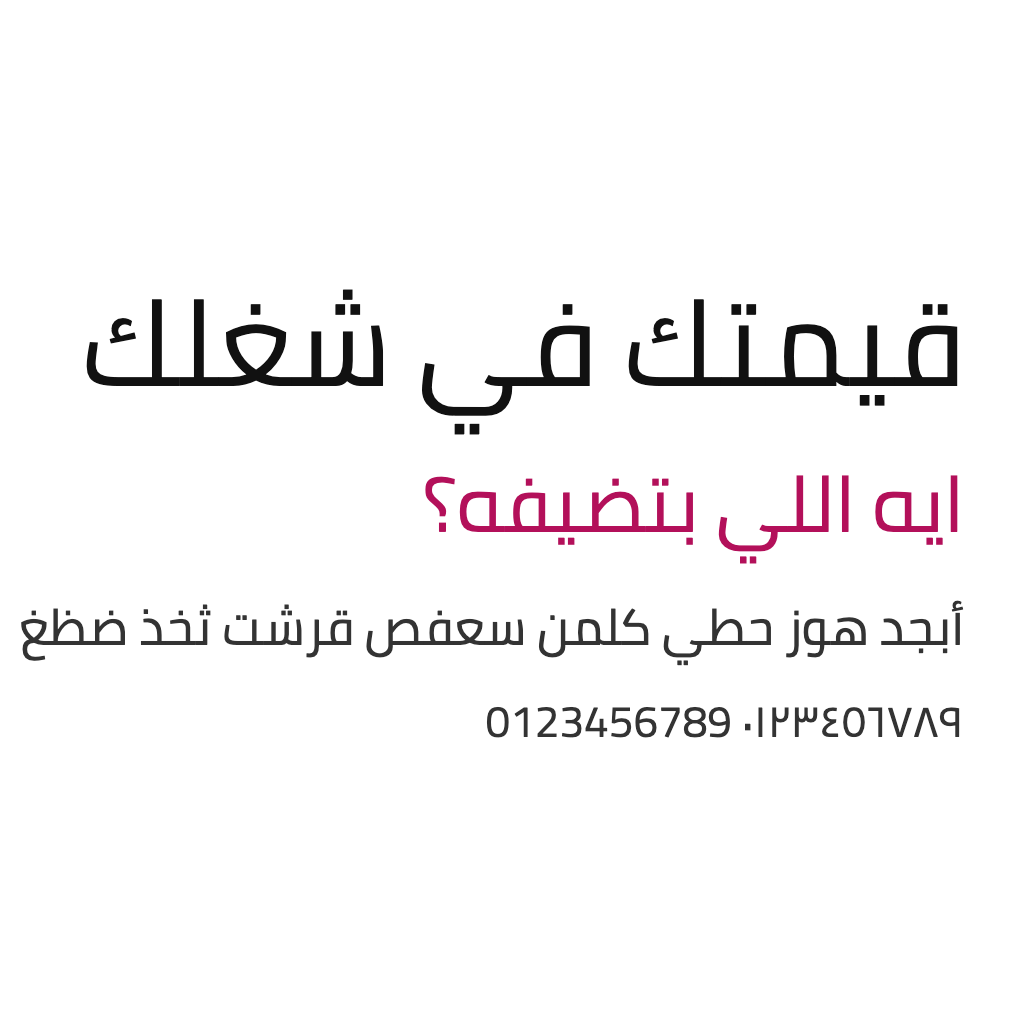 قيمتك في شغلك
ايه اللي بتضيفه؟
أبجد هوز حطي كلمن سعفص قرشت ثخذ ضظغ
٠١٢٣٤٥٦٧٨٩ 0123456789